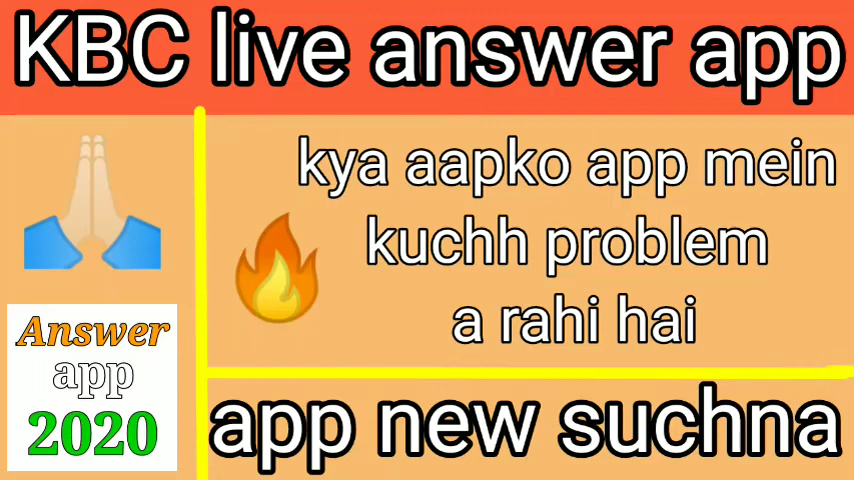 KBC live answer app
kya aapko app mein
kuchh problem
a rahi hai
Answer
app
2020
app new suchna